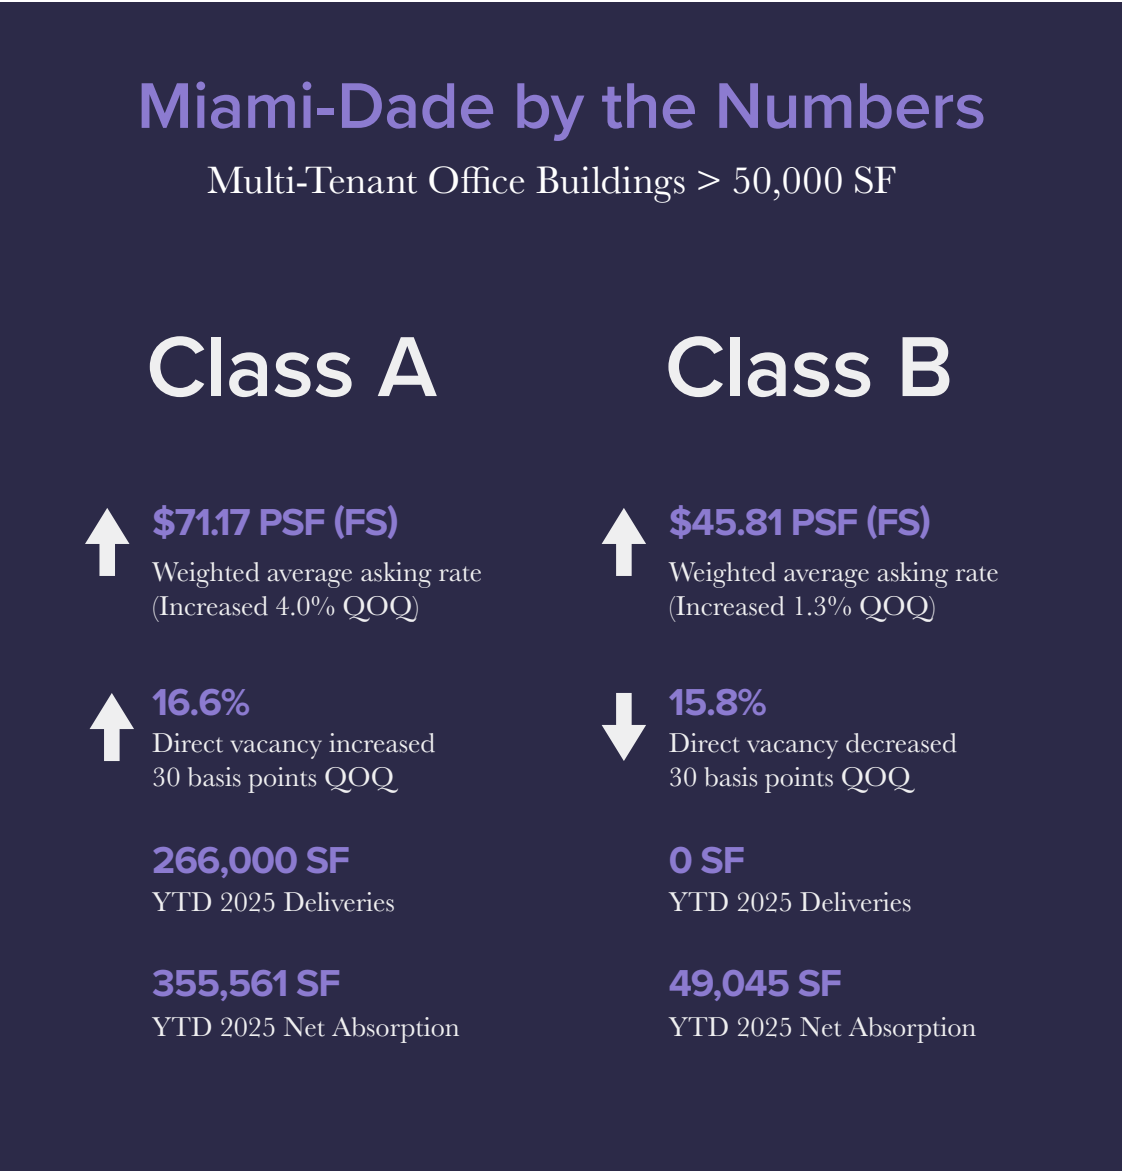 Miami-Dade by the Numbers
Multi-Tenant Office Buildings > 50,000 SF
Class A
$71.17 PSF (FS)
Weighted average asking rate
(Increased 4.0% QOQ)
16.6%
Direct vacancy increased
30 basis points QOQ
266,000 SF
YTD 2025 Deliveries
355,561 SF
YTD 2025 Net Absorption
Class B
$45.81 PSF (FS)
Weighted average asking rate
(Increased 1.3% QOQ)
15.8%
Direct vacancy decreased
30 basis points QOQ
0 SF
YTD 2025 Deliveries
49,045 SF
YTD 2025 Net Absorption